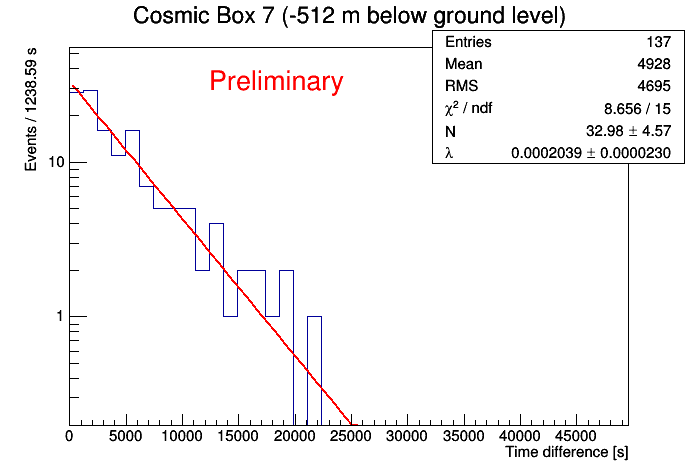 Cosmic Box 7 (-512 m below ground level)
Entries 137
Mean 4928
RMS 4695
χ² / ndf 8.656 / 15
N 32.98 ± 4.57
λ 0.0002039 ± 0.0000230
Preliminary
Events / 1238.59 s
10
1
0 5000 10000 15000 20000 25000 30000 35000 40000 45000
Time difference [s]